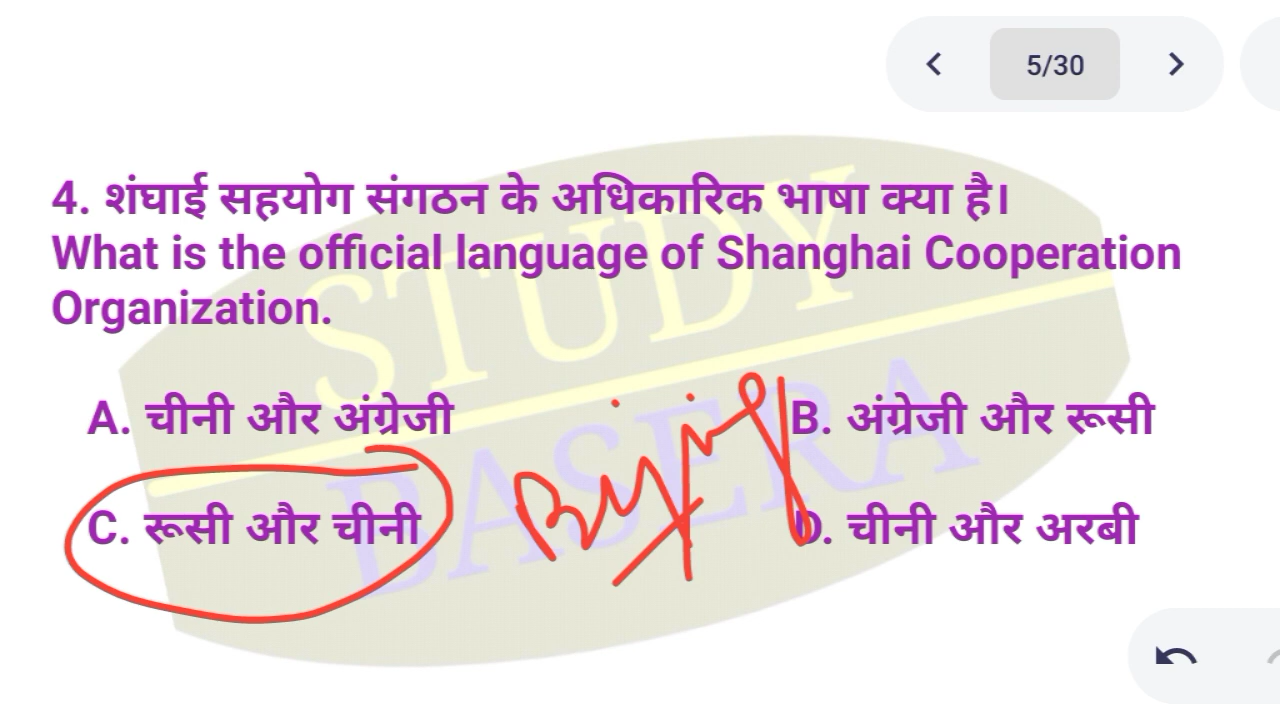 5/30
4. शंघाई सहयोग संगठन के अधिकारिक भाषा क्या है।
What is the official language of Shanghai Cooperation
Organization.
A. चीनी और अंग्रेजी
B. अंग्रेजी और रूसी
C. रूसी और चीनी
D. चीनी और अरबी
STUDY
BASERA